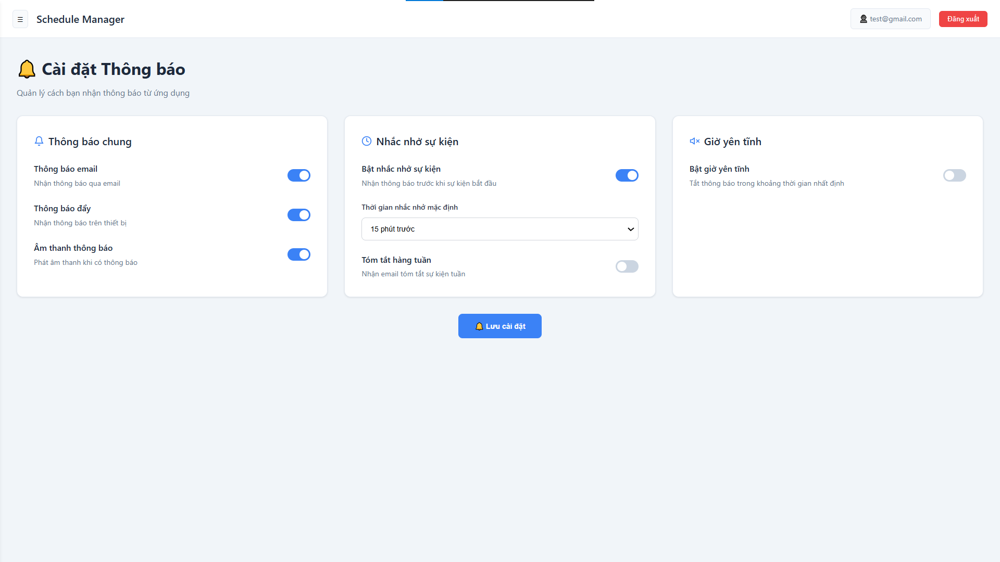 Schedule Manager
test@gmail.com
Đăng xuất
Cài đặt Thông báo
Quản lý cách bạn nhận thông báo từ ứng dụng
Thông báo chung
Thông báo email
Nhận thông báo qua email
Thông báo đẩy
Nhận thông báo trên thiết bị
Âm thanh thông báo
Phát âm thanh khi có thông báo
Nhắc nhở sự kiện
Bật nhắc nhở sự kiện
Nhận thông báo trước khi sự kiện bắt đầu
Thời gian nhắc nhở mặc định
15 phút trước
Tóm tắt hàng tuần
Nhận email tóm tắt sự kiện tuần
Giờ yên tĩnh
Bật giờ yên tĩnh
Tắt thông báo trong khoảng thời gian nhất định
Lưu cài đặt